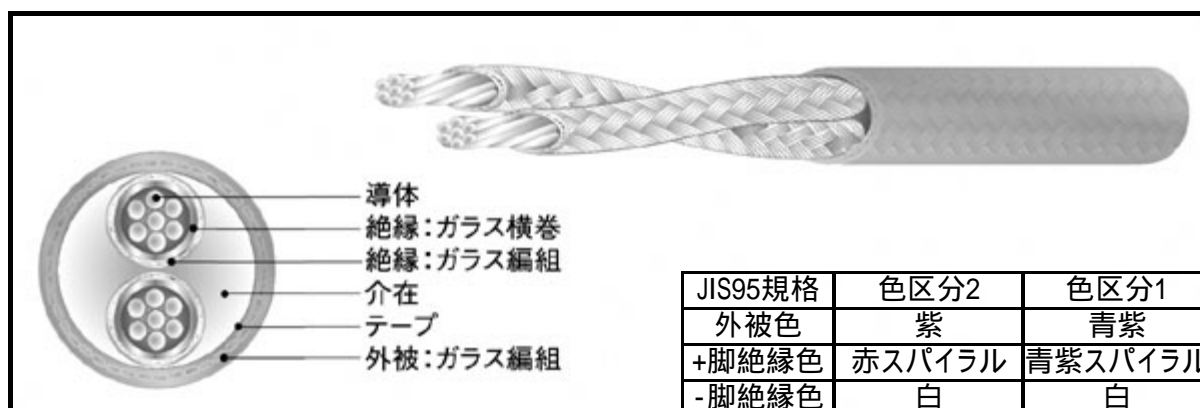 導体
絶縁：ガラス横巻
絶縁：ガラス編組
介在
テープ
外被：ガラス編組
JIS95規格 色区分2 色区分1
外被色 紫 青紫
+脚絶縁色 赤スパイラル 青紫スパイラル
-脚絶縁色 白 白